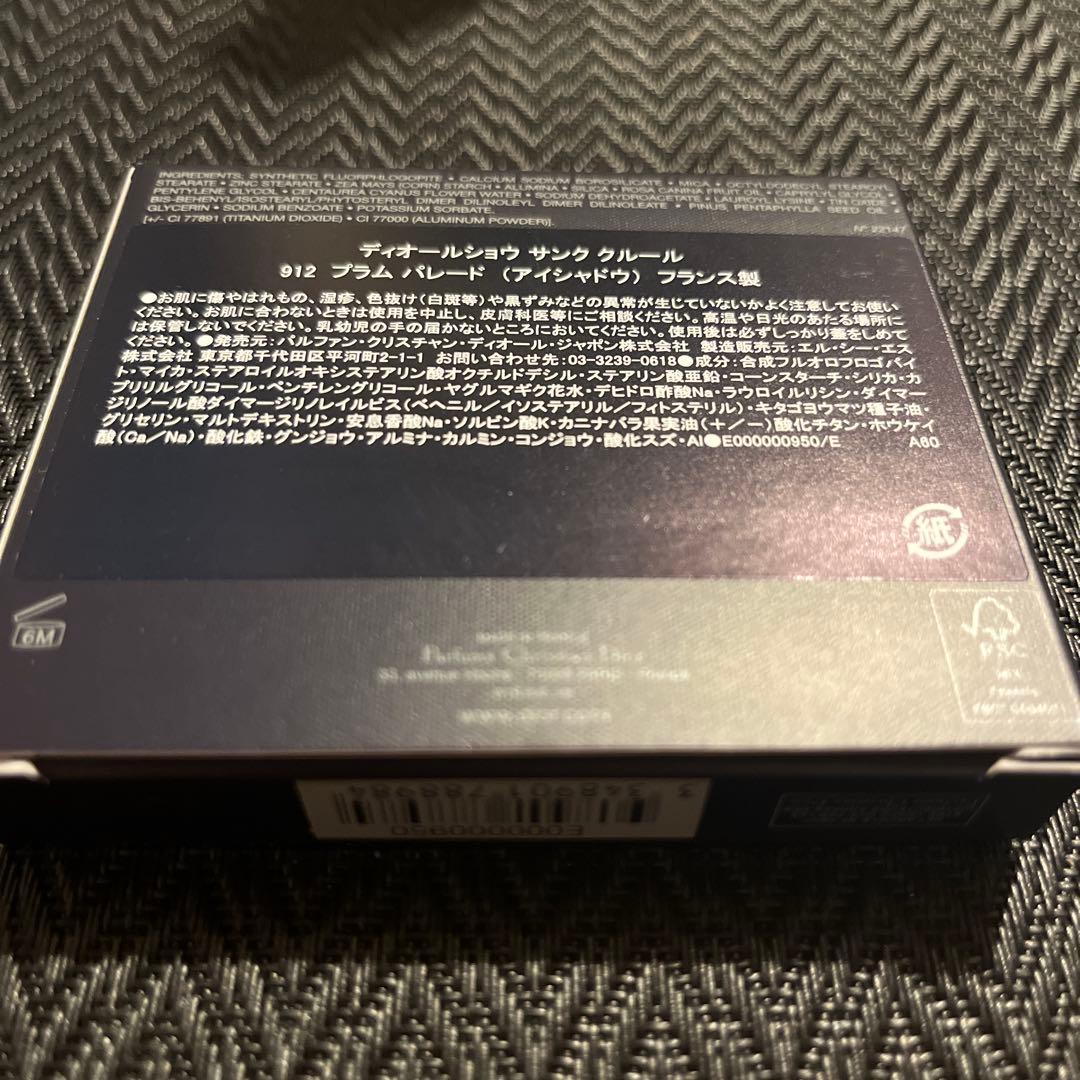 INGREDIENTS: SYNTHETIC FLUORPHLOGOPITE • CALCIUM SODIUM BOROSILICATE • MICA • OCTYLDODECYL STEAROYL
STEARATE • ZINC STEARATE • ZEA MAYS (CORN) STARCH • ALUMINA • SILICA • ROSA CANINA FRUIT OIL • CAPRYLYL
PENTYLENE GLYCOL • CENTAUREA CYANUS FLOWER WATER • SODIUM DEHYDROACETATE • LAUROYL LYSINE • TIN OXIDE
BIS-BEHENYL/ISOSTEARYL/PHYTOSTERYL DIMER DILINOLEYL DIMER DILINOLEATE • PINUS PENTAPHYLLA SEED OIL
GLYCERIN • SODIUM BENZOATE • POTASSIUM SORBATE.
[+/- CI 77891 (TITANIUM DIOXIDE) • CI 77000 (ALUMINUM POWDER)]. N° 22147
ディオールショウ サンク クルール
912 プラム パレード (アイシャドウ) フランス製
●お肌に傷やはれもの、湿疹、色抜け(白斑等)や黒ずみなどの異常が生じていないかよく注意してお使い
ください。お肌に合わないときは使用を中止し、皮膚科医等にご相談ください。高温や日光のあたる場所に
は保管しないでください。乳幼児の手の届かないところにおいてください。使用後は必ずしっかり蓋をしめて
ください。●発売元:パルファン・クリスチャン・ディオール・ジャポン株式会社 製造販売元:エル・シー・エス
株式会社 東京都千代田区平河町2-1-1 お問い合わせ先:03-3239-0618●成分:合成フルオロフロゴパイ
ト・マイカ・ステアロイルオキシステアリン酸オクチルドデシル・ステアリン酸亜鉛・コーンスターチ・シリカ・カ
プリリルグリコール・ペンチレングリコール・ヤグルマギク花水・デヒドロ酢酸Na・ラウロイルリシン・ダイマー
ジリノール酸ダイマージリノレイルビス(ベヘニル/イソステアリル/フィトステリル)・キタゴヨウマツ種子油・
グリセリン・マルトデキストリン・安息香酸Na・ソルビン酸K・カニナバラ果実油(+/-)酸化チタン・ホウケイ
酸(Ca/Na)・酸化鉄・グンジョウ・アルミナ・カルミン・コンジョウ・酸化スズ・Al●E000000950/E A60
紙
6M
FSC
Parfums Christian Dior
www.dior.com
3 348901 788984
E000000950